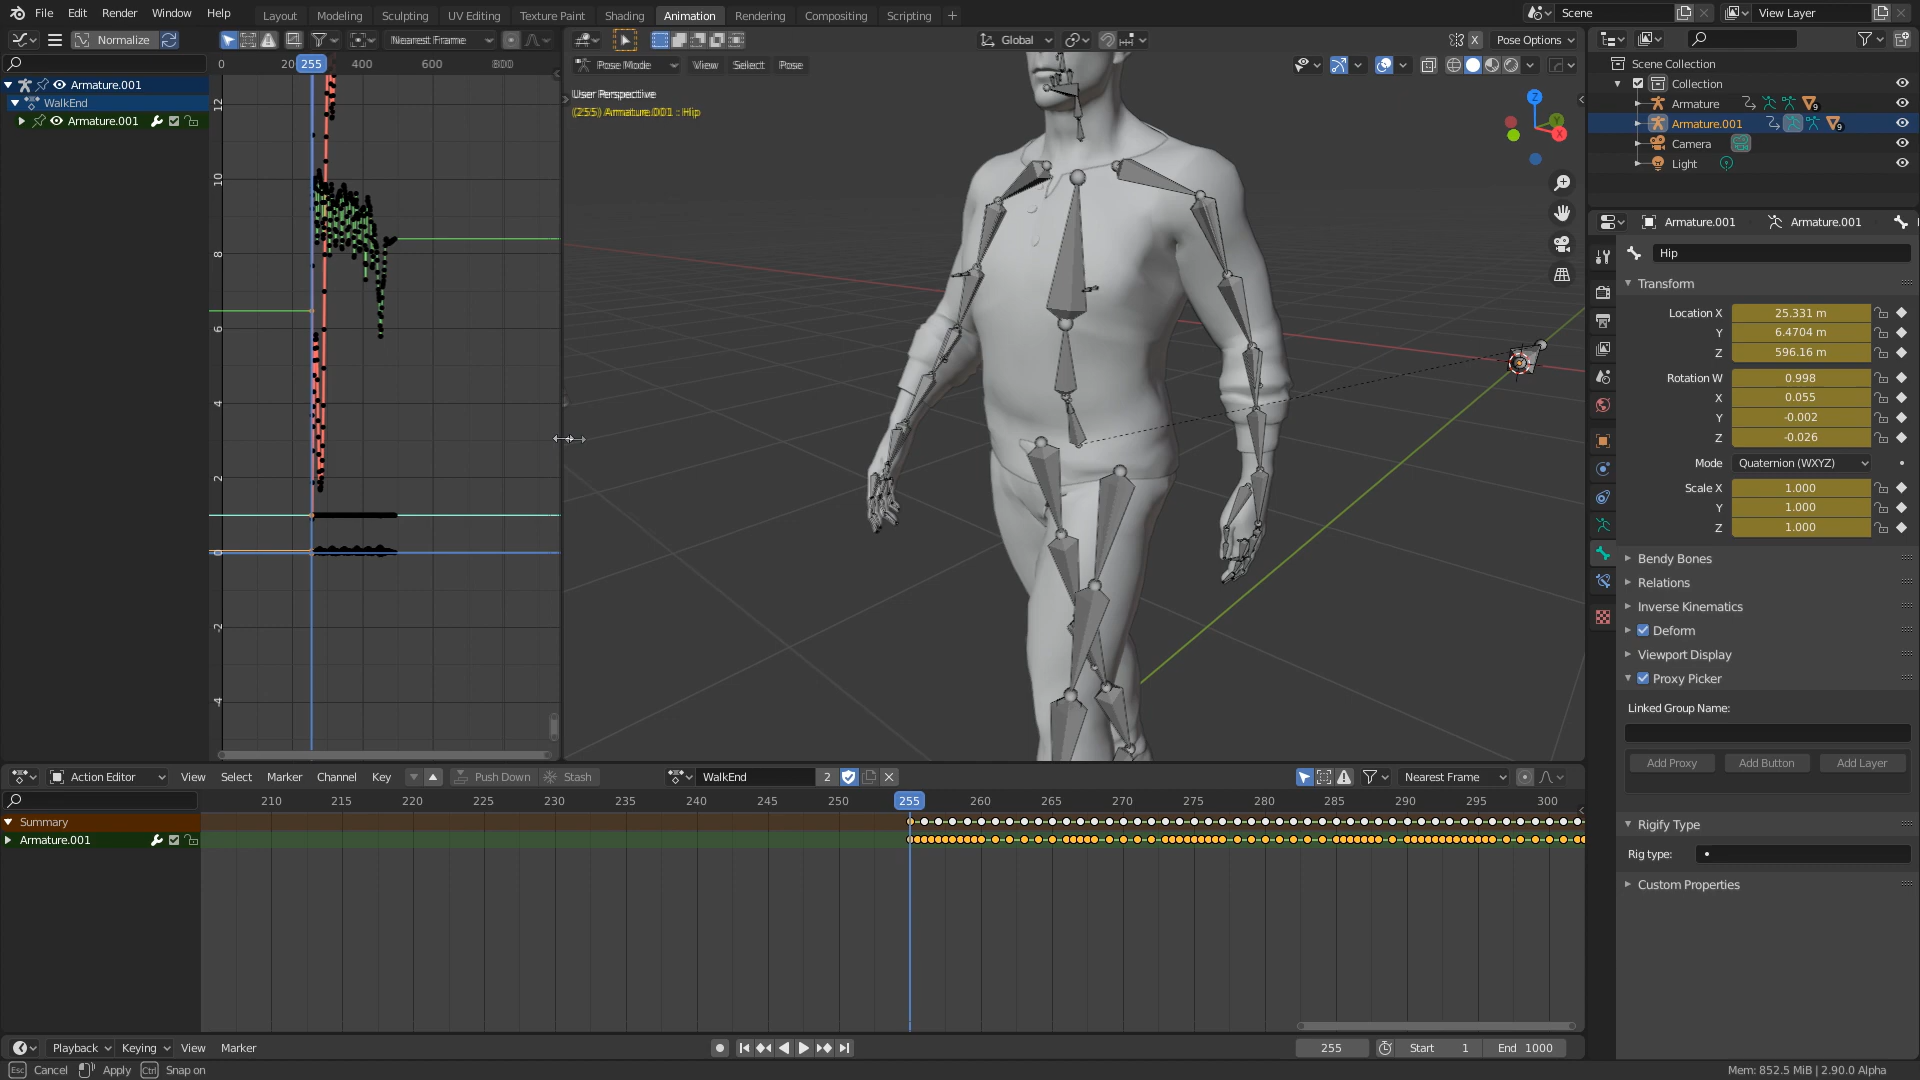 File Edit Render Window Help
Layout Modeling Sculpting UV Editing Texture Paint Shading Animation Rendering Compositing Scripting +
Scene
View Layer
Normalize
Nearest Frame
Global
X
Pose Options
0 20 255 400 600 800
Pose Mode View Select Pose
User Perspective
(255) Armature.001 : Hip
Armature.001
WalkEnd
Armature.001
12
10
8
6
4
2
0
-2
-4
Z
Y
X
Scene Collection
Collection
Armature 9
Armature.001 9
Camera
Light
Armature.001 Armature.001
Hip
Transform
Location X 25.331 m
Y 6.4704 m
Z 596.16 m
Rotation W 0.998
X 0.055
Y -0.002
Z -0.026
Mode Quaternion (WXYZ)
Scale X 1.000
Y 1.000
Z 1.000
Bendy Bones
Relations
Inverse Kinematics
Deform
Viewport Display
Proxy Picker
Linked Group Name:
Add Proxy Add Button Add Layer
Rigify Type
Rig type:
Custom Properties
Action Editor View Select Marker Channel Key Push Down Stash WalkEnd 2 Nearest Frame
210 215 220 225 230 235 240 245 250 255 260 265 270 275 280 285 290 295 300
Summary
Armature.001
Playback Keying View Marker 255 Start 1 End 1000
Esc Cancel Apply Ctrl Snap on
Mem: 852.5 MiB | 2.90.0 Alpha